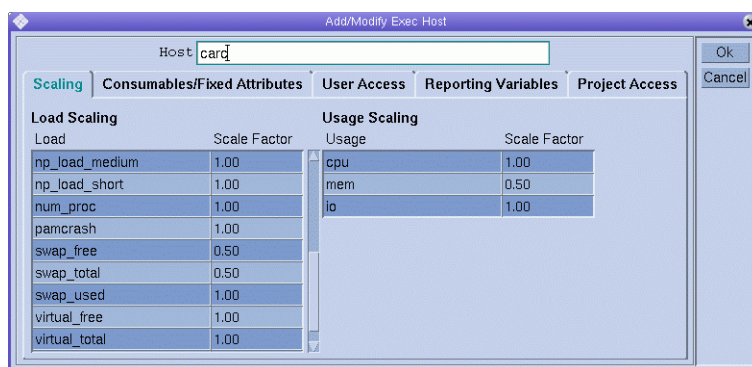 Add/Modify Exec Host
Host carc
Ok
Cancel
Scaling Consumables/Fixed Attributes User Access Reporting Variables Project Access
Load Scaling Usage Scaling
Load Scale Factor Usage Scale Factor
np_load_medium 1.00 cpu 1.00
np_load_short 1.00 mem 0.50
num_proc 1.00 io 1.00
pamcrash 1.00
swap_free 0.50
swap_total 0.50
swap_used 1.00
virtual_free 1.00
virtual_total 1.00